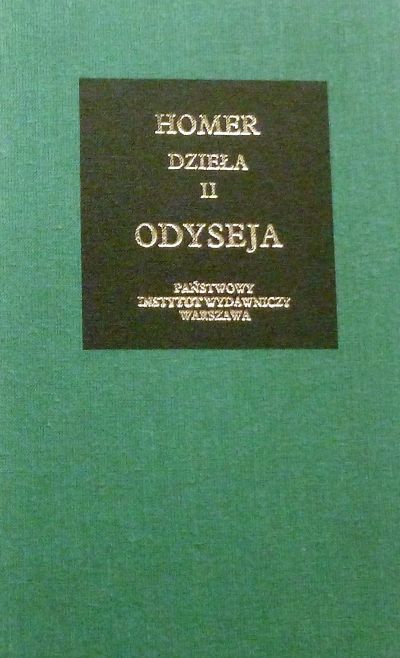 HOMER
DZIEŁA
II
ODYSEJA
PAŃSTWOWY
INSTYTUT WYDAWNICZY
WARSZAWA